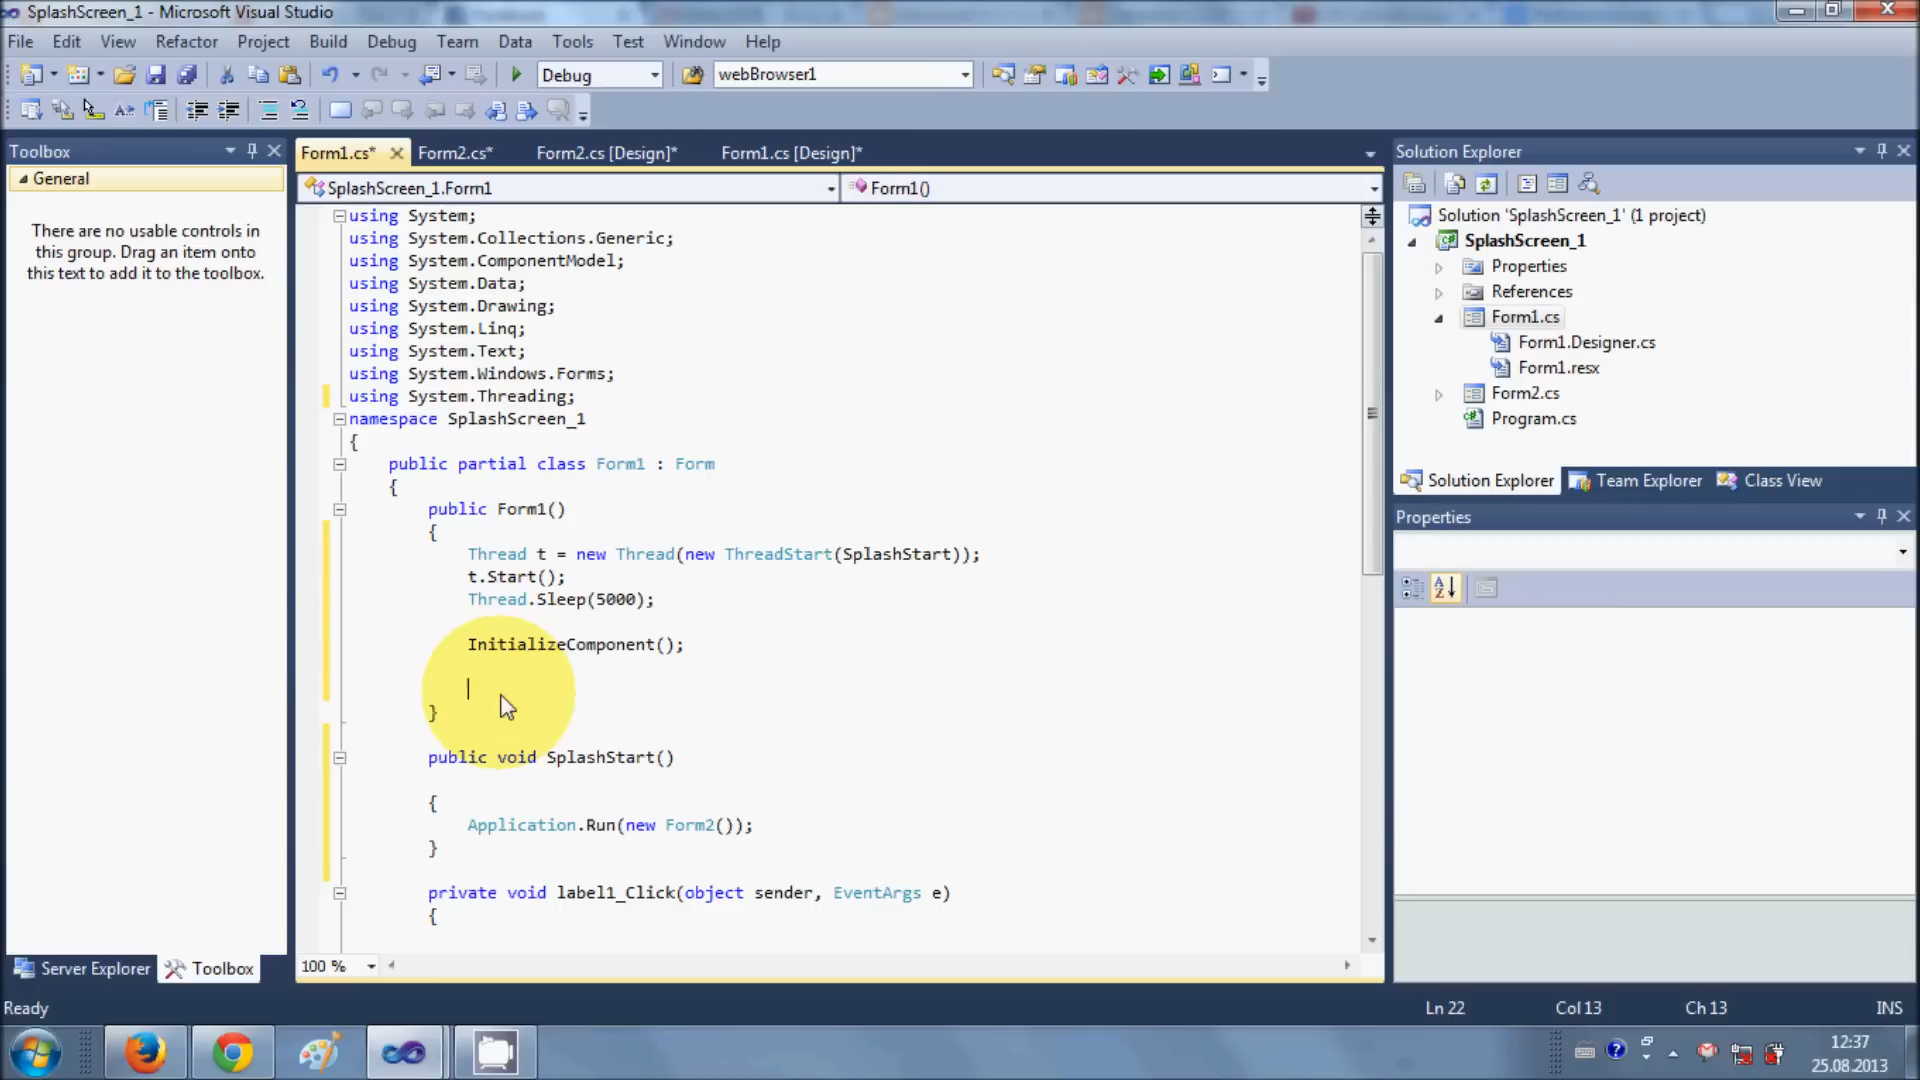 SplashScreen_1 - Microsoft Visual Studio
File Edit View Refactor Project Build Debug Team Data Tools Test Window Help
Debug webBrowser1
Toolbox
General
There are no usable controls in
this group. Drag an item onto
this text to add it to the toolbox.
Server Explorer Toolbox
Form1.cs* Form2.cs* Form2.cs [Design]* Form1.cs [Design]*
SplashScreen_1.Form1 Form1()
using System;
using System.Collections.Generic;
using System.ComponentModel;
using System.Data;
using System.Drawing;
using System.Linq;
using System.Text;
using System.Windows.Forms;
using System.Threading;
namespace SplashScreen_1
{
public partial class Form1 : Form
{
public Form1()
{
Thread t = new Thread(new ThreadStart(SplashStart));
t.Start();
Thread.Sleep(5000);
InitializeComponent();
}
public void SplashStart()
{
Application.Run(new Form2());
}
private void label1_Click(object sender, EventArgs e)
{
100 %
Solution Explorer
Solution 'SplashScreen_1' (1 project)
SplashScreen_1
Properties
References
Form1.cs
Form1.Designer.cs
Form1.resx
Form2.cs
Program.cs
Solution Explorer Team Explorer Class View
Properties
Ready Ln 22 Col 13 Ch 13 INS
12:37
25.08.2013